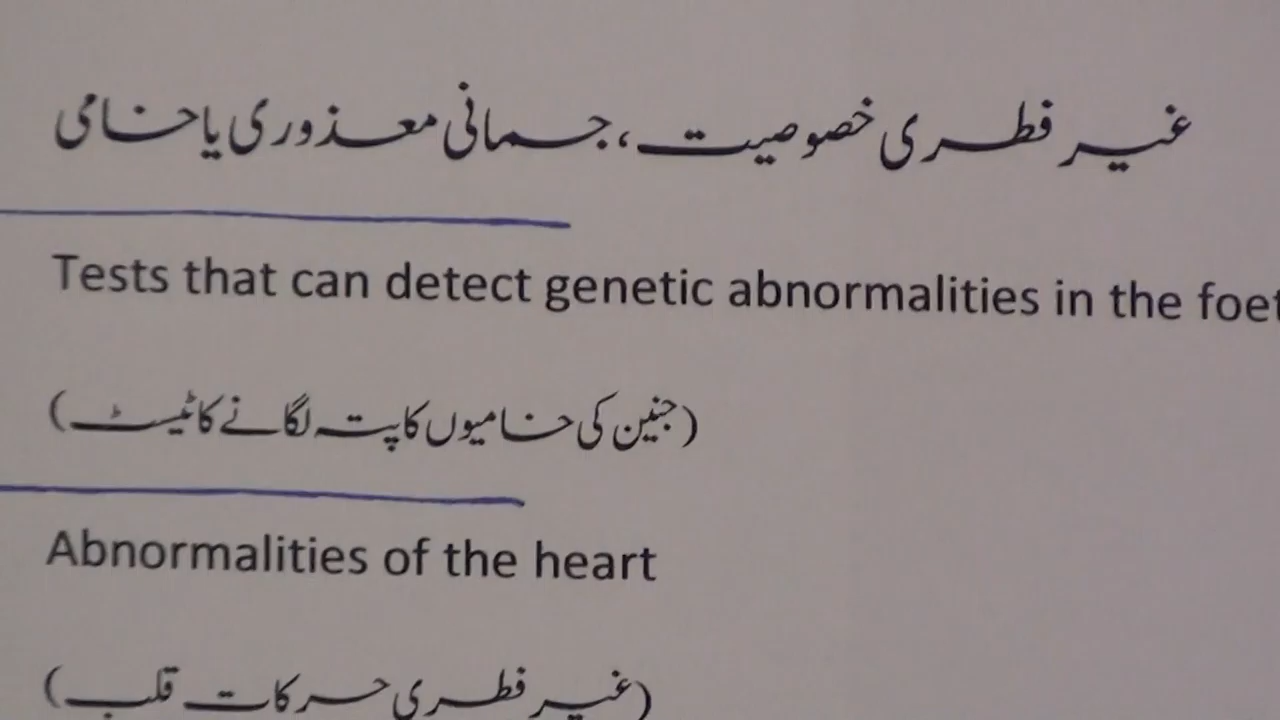 غیر فطری خصوصیت، جسمانی معذوری یا خامی
Tests that can detect genetic abnormalities in the foet
(جنین کی خامیوں کا پتہ لگانے کا ٹیسٹ)
Abnormalities of the heart
(غیر فطری حرکات قلب)